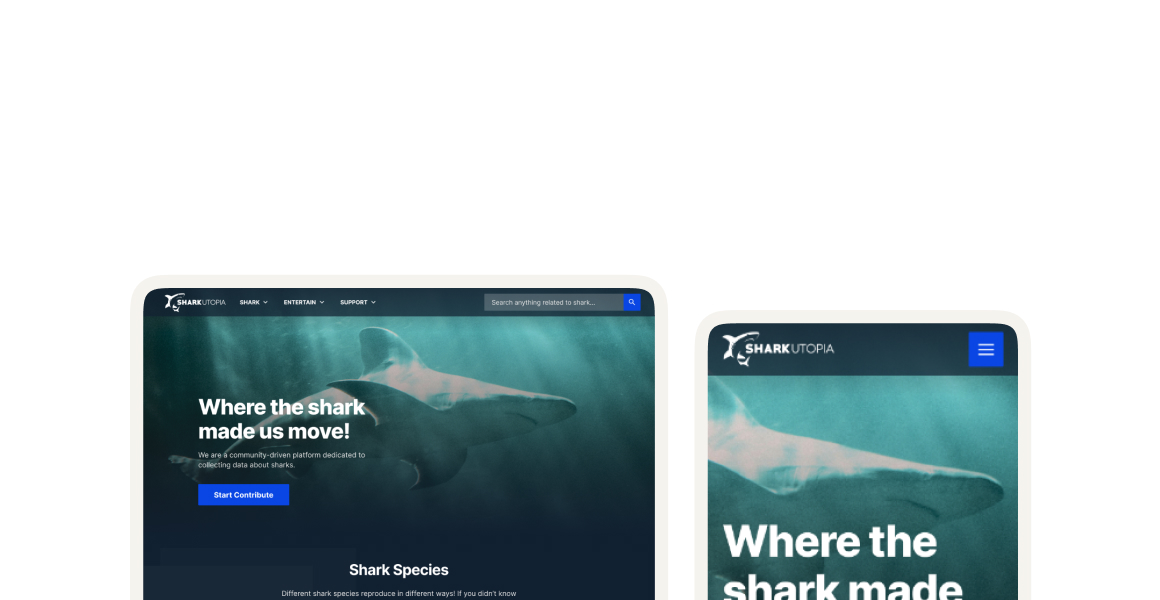 SHARKUTOPIA
SHARK
ENTERTAIN
SUPPORT
Search anything related to shark...
Where the shark
made us move!
We are a community-driven platform dedicated to
collecting data about sharks.
Start Contribute
Shark Species
Different shark species reproduce in different ways! If you didn't know
SHARKUTOPIA
Where the
shark made